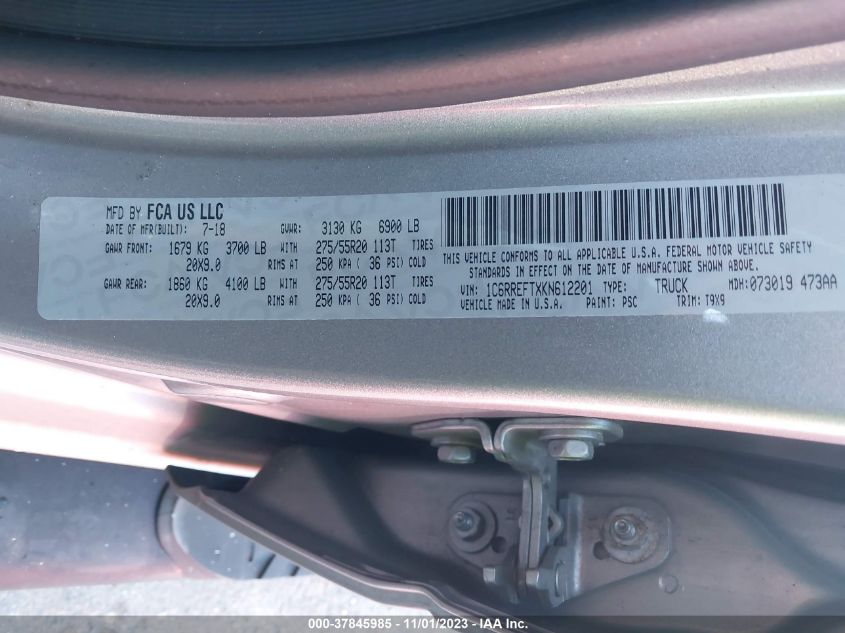 MFD BY FCA US LLC
DATE OF MFR(BUILT): 7-18 GVWR: 3130 KG 6900 LB
GAWR FRONT: 1679 KG 3700 LB WITH 275/55R20 113T TIRES
20X9.0 RIMS AT 250 KPA ( 36 PSI) COLD
GAWR REAR: 1860 KG 4100 LB WITH 275/55R20 113T TIRES
20X9.0 RIMS AT 250 KPA ( 36 PSI) COLD
THIS VEHICLE CONFORMS TO ALL APPLICABLE U.S.A. FEDERAL MOTOR VEHICLE SAFETY
STANDARDS IN EFFECT ON THE DATE OF MANUFACTURE SHOWN ABOVE
VIN: 1C6RREFTXKN612201 TYPE: TRUCK MDH:073019 473AA
VEHICLE MADE IN U.S.A. PAINT: PSC TRIM: T9X9
000-37845985 - 11/01/2023 - IAA Inc.